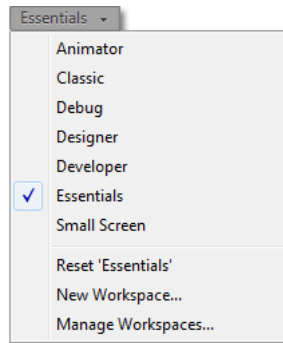 Essentials
Animator
Classic
Debug
Designer
Developer
Essentials
Small Screen
Reset 'Essentials'
New Workspace...
Manage Workspaces...